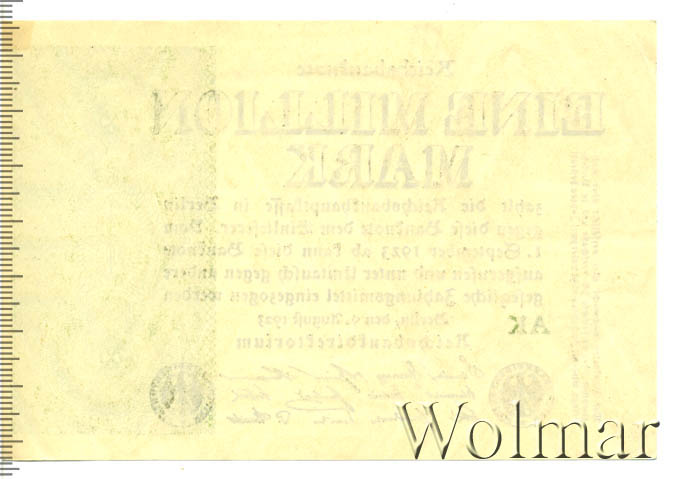 Reichsbanknote
EINE MILLION
MARK
zahlt die Reichsbankhauptkasse in Berlin
gegen diese Banknote dem Einlieferer. Vom
1. September 1923 ab kann diese Banknote
aufgerufen und unter Umtausch gegen andere
gesetzliche Zahlungsmittel eingezogen werden
Berlin, den 9. August 1923
Reichsbankdirektorium
AK
Wolmar